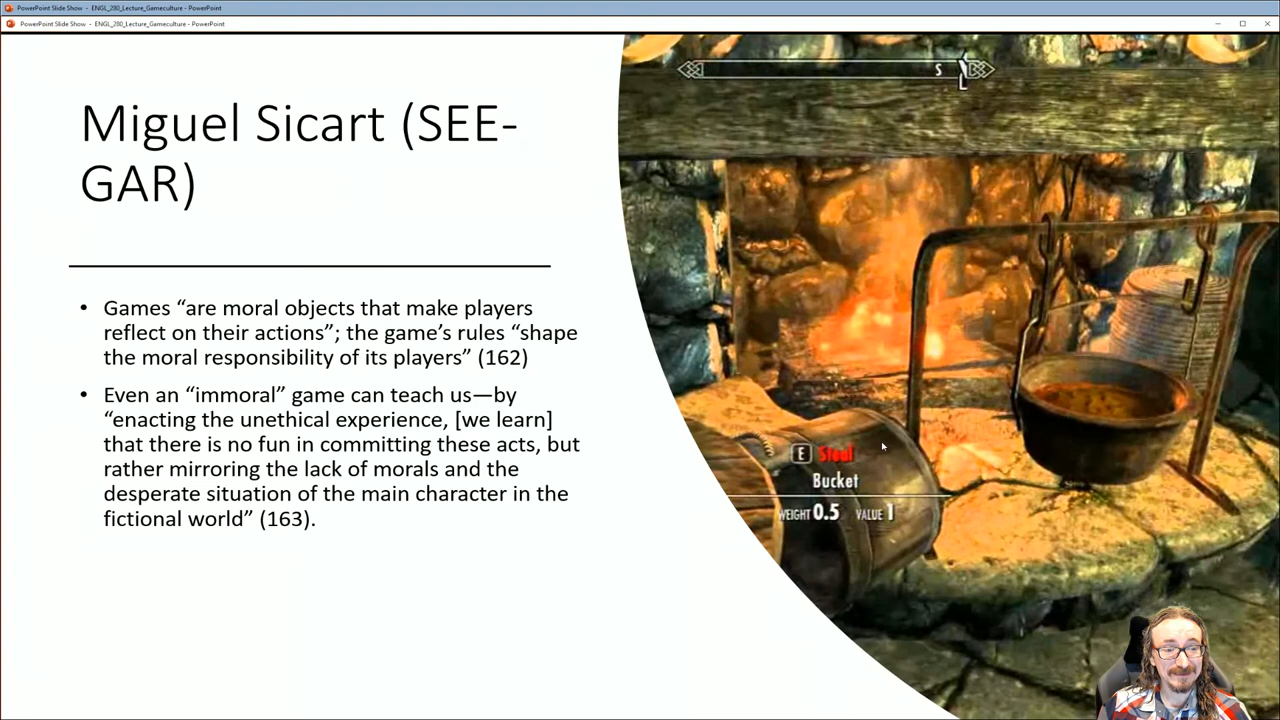 PowerPoint Slide Show - ENGL_280_Lecture_Gameculture - PowerPoint
PowerPoint Slide Show - ENGL_280_Lecture_Gameculture - PowerPoint
Miguel Sicart (SEE-
GAR)
• Games “are moral objects that make players
reflect on their actions”; the game’s rules “shape
the moral responsibility of its players” (162)
• Even an “immoral” game can teach us—by
“enacting the unethical experience, [we learn]
that there is no fun in committing these acts, but
rather mirroring the lack of morals and the
desperate situation of the main character in the
fictional world” (163).
S
E Steal
Bucket
WEIGHT 0.5 VALUE 1